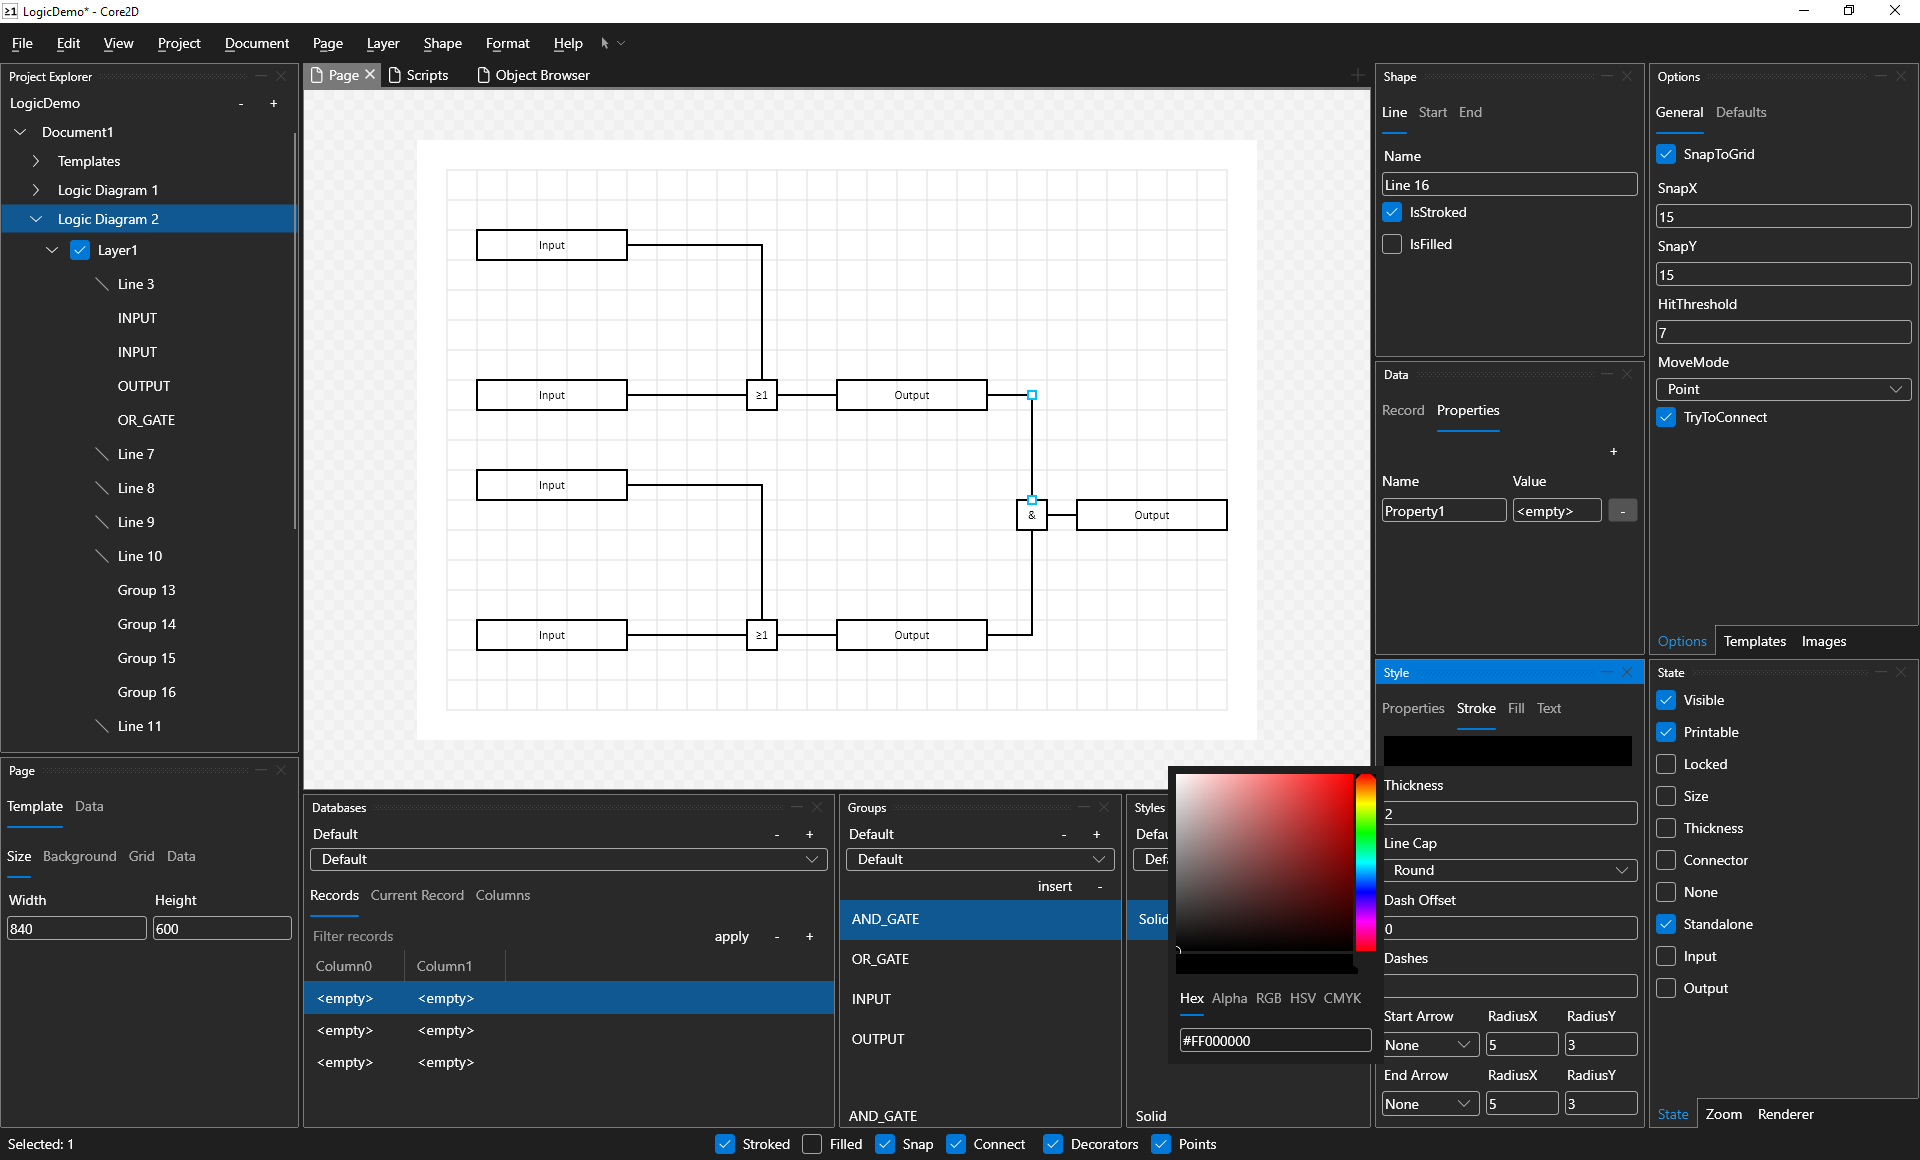 ≥1 LogicDemo* - Core2D
File Edit View Project Document Page Layer Shape Format Help
Project Explorer
LogicDemo - +
Document1
Templates
Logic Diagram 1
Logic Diagram 2
Layer1
Line 3
INPUT
INPUT
OUTPUT
OR_GATE
Line 7
Line 8
Line 9
Line 10
Group 13
Group 14
Group 15
Group 16
Line 11
Page
Template Data
Size Background Grid Data
Width Height
840 600
Page Scripts Object Browser
Input
Input ≥1 Output
Input
& Output
Input ≥1 Output
Databases
Default - +
Default
Records Current Record Columns
Filter records apply - +
Column0 Column1
<empty> <empty>
<empty> <empty>
<empty> <empty>
Groups
Default - +
Default
insert -
AND_GATE
OR_GATE
INPUT
OUTPUT
AND_GATE
Styles
Defau
Def
Solid
Solid
Hex Alpha RGB HSV CMYK
#FF000000
Shape
Line Start End
Name
Line 16
IsStroked
IsFilled
Data
Record Properties
+
Name Value
Property1 <empty> -
Style
Properties Stroke Fill Text
Thickness
2
Line Cap
Round
Dash Offset
0
Dashes
Start Arrow RadiusX RadiusY
None 5 3
End Arrow RadiusX RadiusY
None 5 3
Options
General Defaults
SnapToGrid
SnapX
15
SnapY
15
HitThreshold
7
MoveMode
Point
TryToConnect
Options Templates Images
State
Visible
Printable
Locked
Size
Thickness
Connector
None
Standalone
Input
Output
State Zoom Renderer
Selected: 1
Stroked Filled Snap Connect Decorators Points